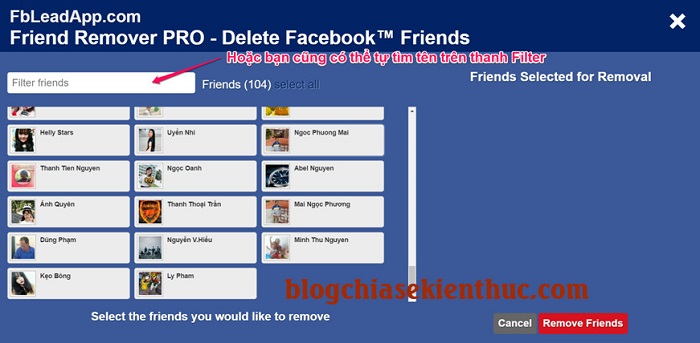 FbLeadApp.com
Friend Remover PRO - Delete Facebook™ Friends
Hoặc bạn cũng có thể tự tìm tên trên thanh Filter
Filter friends
Friends (104) select all
Friends Selected for Removal
Helly Stars
Uyển Nhi
Ngọc Phuong Mai
Thanh Tien Nguyen
Ngọc Oanh
Abel Nguyen
Ánh Quyên
Thanh Thoại Trần
Mai Ngọc Phương
Dũng Phạm
Nguyễn V.Hiếu
Minh Thu Nguyen
Kẹo Bông
Ly Pham
blogchiasekienthuc.com
Select the friends you would like to remove
Cancel
Remove Friends